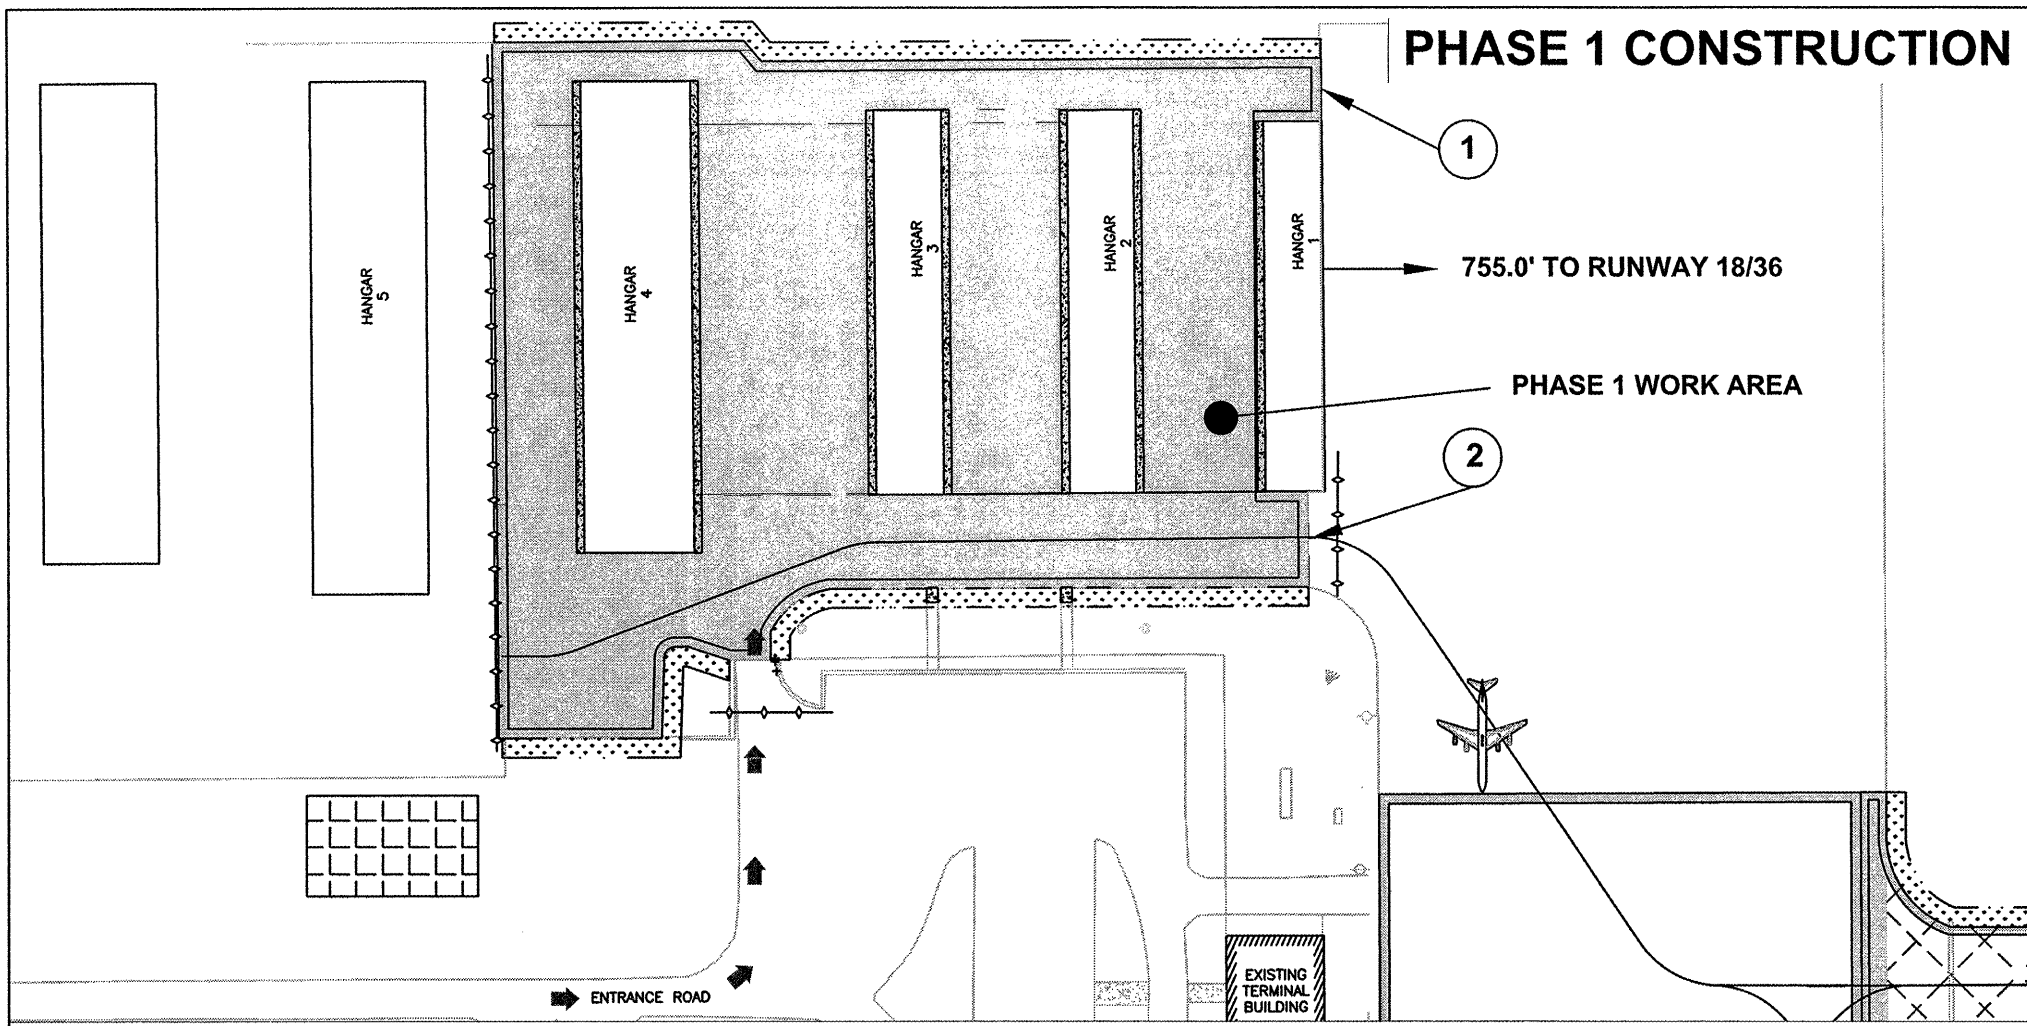 PHASE 1 CONSTRUCTION
1
HANGAR
5
HANGAR
4
HANGAR
3
HANGAR
2
HANGAR
1
755.0' TO RUNWAY 18/36
PHASE 1 WORK AREA
2
ENTRANCE ROAD
EXISTING
TERMINAL
BUILDING